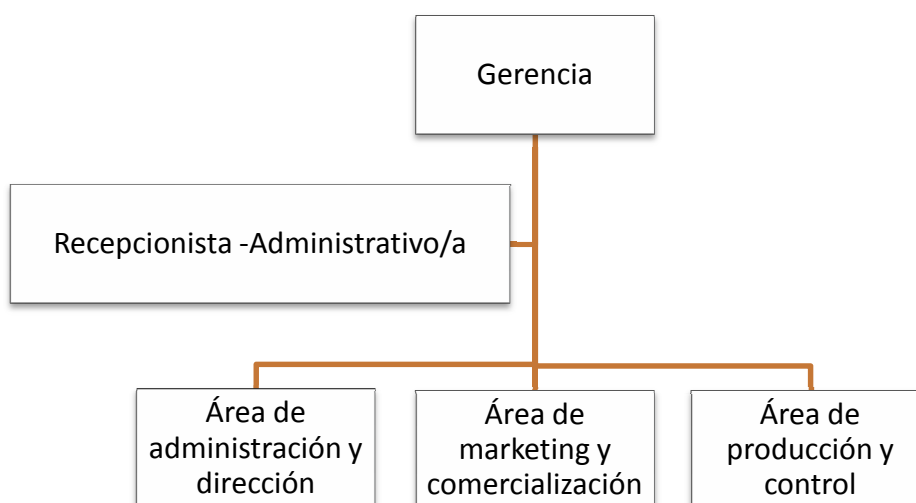 Gerencia
Recepcionista -Administrativo/a
Área de
administración y
dirección
Área de
marketing y
comercialización
Área de
producción y
control